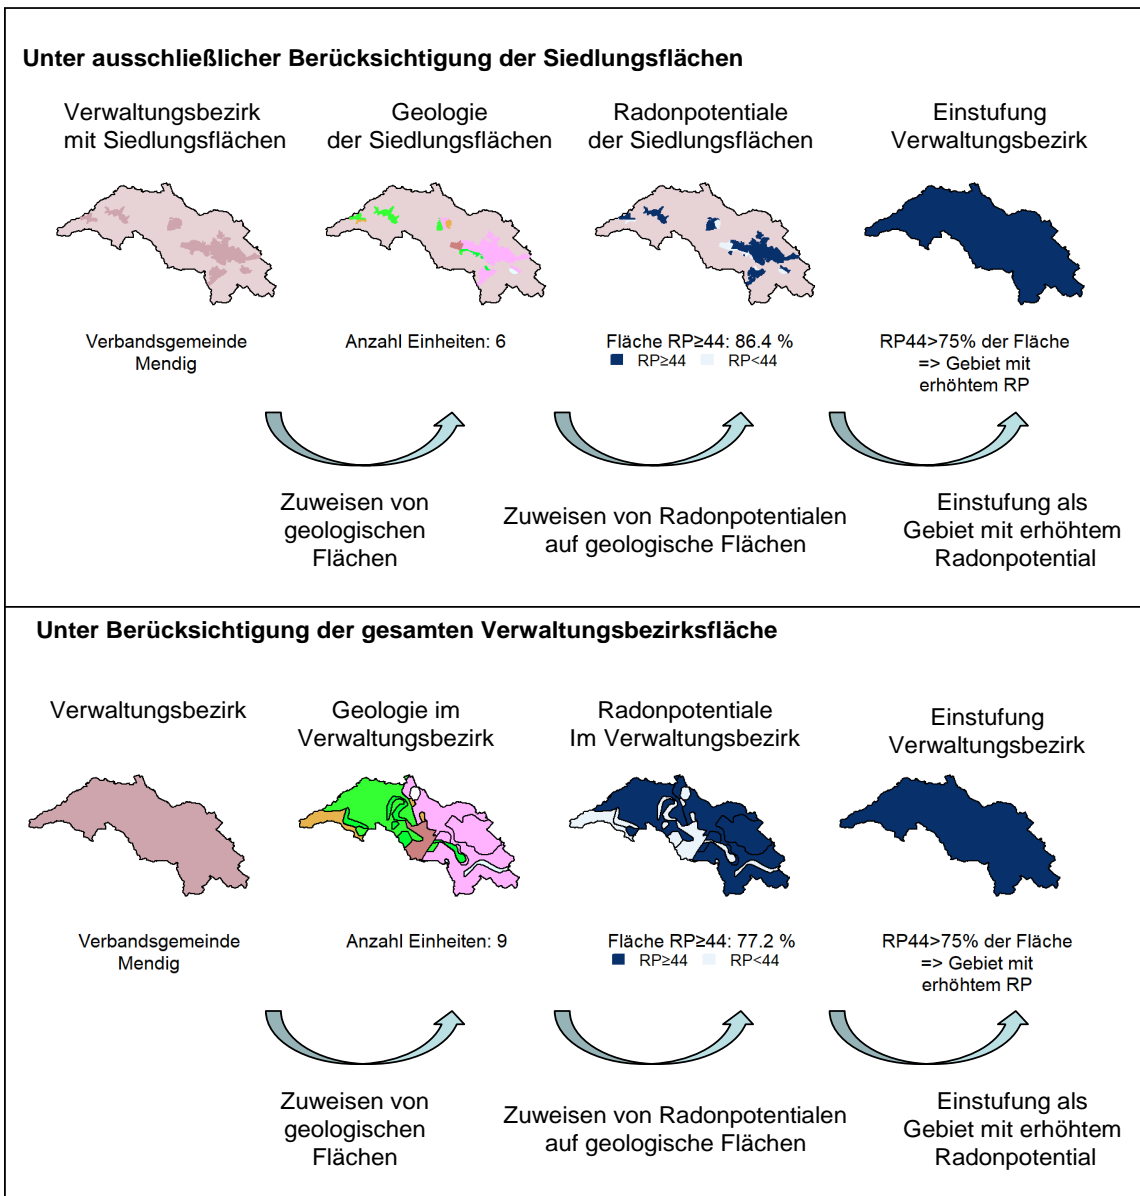 Unter ausschließlicher Berücksichtigung der Siedlungsflächen
Verwaltungsbezirk
mit Siedlungsflächen
Geologie
der Siedlungsflächen
Radonpotentiale
der Siedlungsflächen
Einstufung
Verwaltungsbezirk
Verbandsgemeinde
Mendig
Anzahl Einheiten: 6
Fläche RP≥44: 86.4 %
RP≥44 RP<44
RP44>75% der Fläche
=> Gebiet mit
erhöhtem RP
Zuweisen von
geologischen
Flächen
Zuweisen von Radonpotentialen
auf geologische Flächen
Einstufung als
Gebiet mit erhöhtem
Radonpotential
Unter Berücksichtigung der gesamten Verwaltungsbezirksfläche
Verwaltungsbezirk
Geologie im
Verwaltungsbezirk
Radonpotentiale
Im Verwaltungsbezirk
Einstufung
Verwaltungsbezirk
Verbandsgemeinde
Mendig
Anzahl Einheiten: 9
Fläche RP≥44: 77.2 %
RP≥44 RP<44
RP44>75% der Fläche
=> Gebiet mit
erhöhtem RP
Zuweisen von
geologischen
Flächen
Zuweisen von Radonpotentialen
auf geologische Flächen
Einstufung als
Gebiet mit erhöhtem
Radonpotential